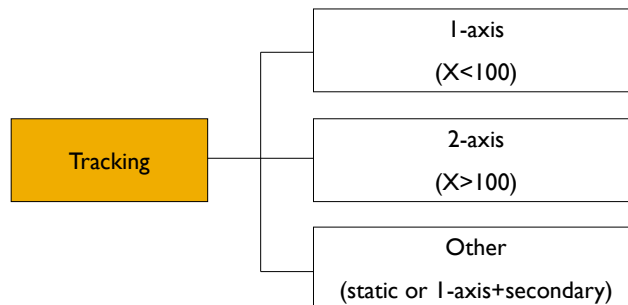 1-axis
(X<100)
Tracking
2-axis
(X>100)
Other
(static or 1-axis+secondary)